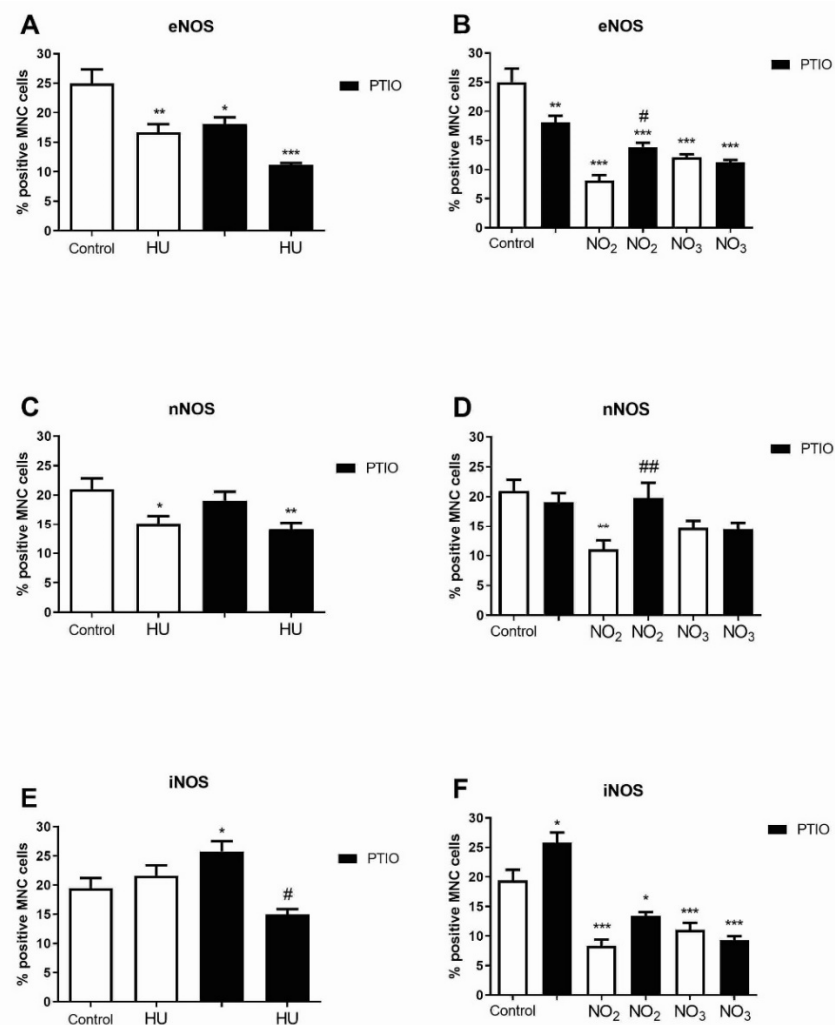 A
eNOS
% positive MNC cells
30
25
20
15
10
5
0
**
*
***
Control
HU
HU
PTIO
B
eNOS
% positive MNC cells
30
25
20
15
10
5
0
**
***
#
***
***
***
Control
NO₂
NO₂
NO₃
NO₃
PTIO
C
nNOS
% positive MNC cells
30
25
20
15
10
5
0
*
**
Control
HU
HU
PTIO
D
nNOS
% positive MNC cells
30
25
20
15
10
5
0
**
##
Control
NO₂
NO₂
NO₃
NO₃
PTIO
E
iNOS
% positive MNC cells
30
25
20
15
10
5
0
*
#
Control
HU
HU
PTIO
F
iNOS
% positive MNC cells
30
25
20
15
10
5
0
*
***
*
***
***
Control
NO₂
NO₂
NO₃
NO₃
PTIO